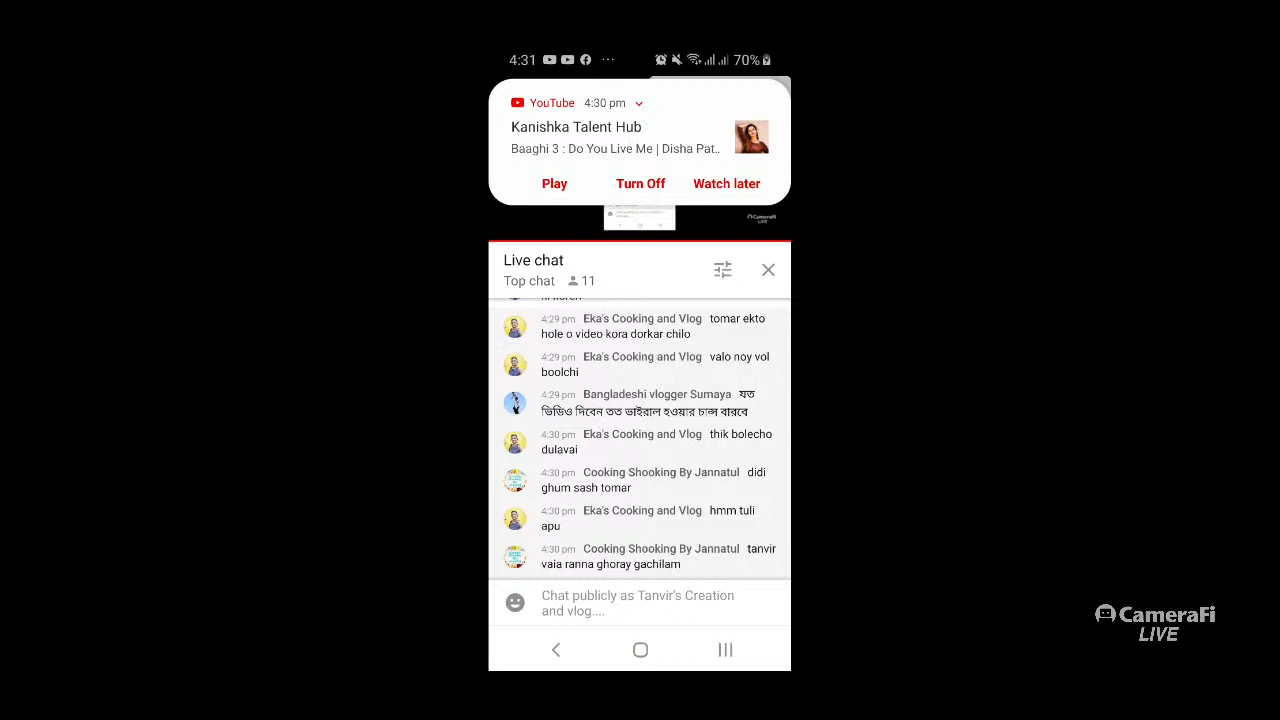 4:31 ... 70%
YouTube 4:30 pm
Kanishka Talent Hub
Baaghi 3 : Do You Live Me | Disha Pat..
Play Turn Off Watch later
CameraFi
LIVE
Live chat
Top chat 11
4:29 pm Eka's Cooking and Vlog tomar ekto
hole o video kora dorkar chilo
4:29 pm Eka's Cooking and Vlog valo noy vol
boolchi
4:29 pm Bangladeshi vlogger Sumaya যত
ভিডিও দিবেন তত ভাইরাল হওয়ার চান্স বারবে
4:30 pm Eka's Cooking and Vlog thik bolecho
dulavai
4:30 pm Cooking Shooking By Jannatul didi
ghum sash tomar
4:30 pm Eka's Cooking and Vlog hmm tuli
apu
4:30 pm Cooking Shooking By Jannatul tanvir
vaia ranna ghoray gachilam
Chat publicly as Tanvir's Creation
and vlog....
CameraFi
LIVE